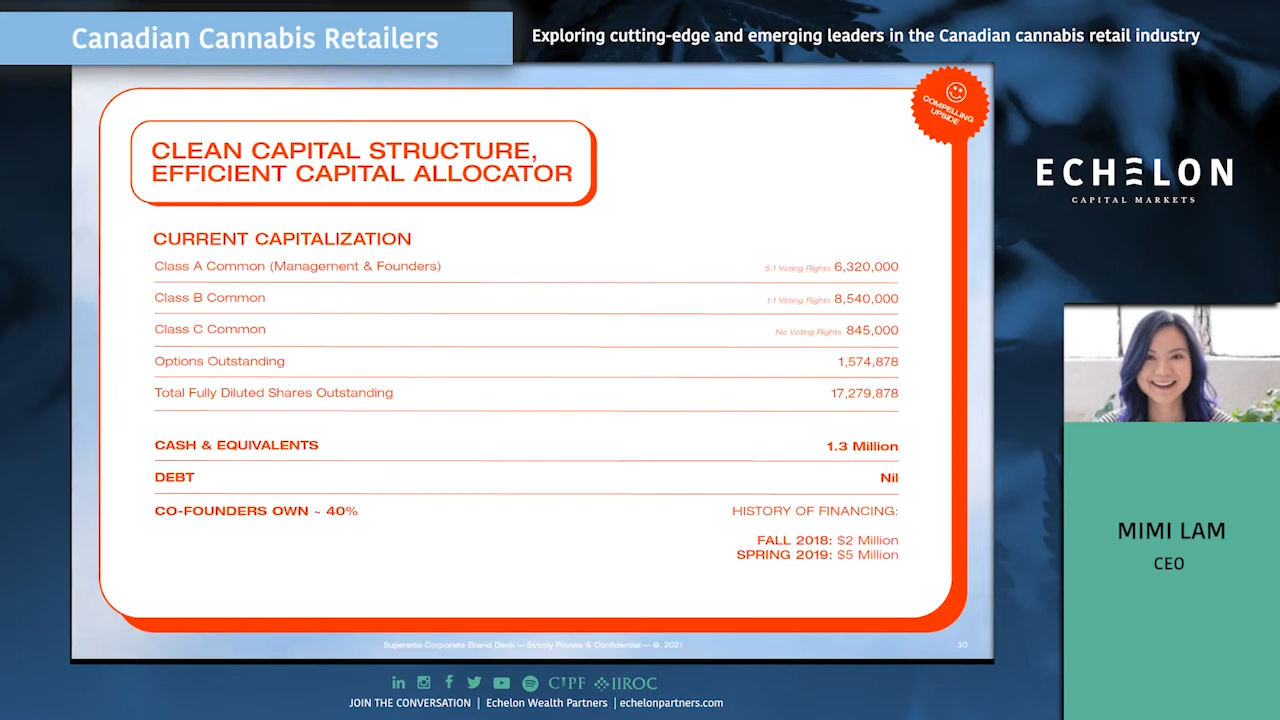 Canadian Cannabis Retailers
Exploring cutting-edge and emerging leaders in the Canadian cannabis retail industry
COMPELLING
UPSIDE
CLEAN CAPITAL STRUCTURE,
EFFICIENT CAPITAL ALLOCATOR
ECHELON
CAPITAL MARKETS
CURRENT CAPITALIZATION
Class A Common (Management & Founders) 5:1 Voting Rights 6,320,000
Class B Common 1:1 Voting Rights 8,540,000
Class C Common No Voting Rights 845,000
Options Outstanding 1,574,878
Total Fully Diluted Shares Outstanding 17,279,878
CASH & EQUIVALENTS 1.3 Million
DEBT Nil
CO-FOUNDERS OWN ~ 40% HISTORY OF FINANCING:
FALL 2018: $2 Million
SPRING 2019: $5 Million
MIMI LAM
CEO
Superette Corporate Brand Deck — Strictly Private & Confidential — ©, 2021 30
CIPF IIROC
JOIN THE CONVERSATION | Echelon Wealth Partners | echelonpartners.com